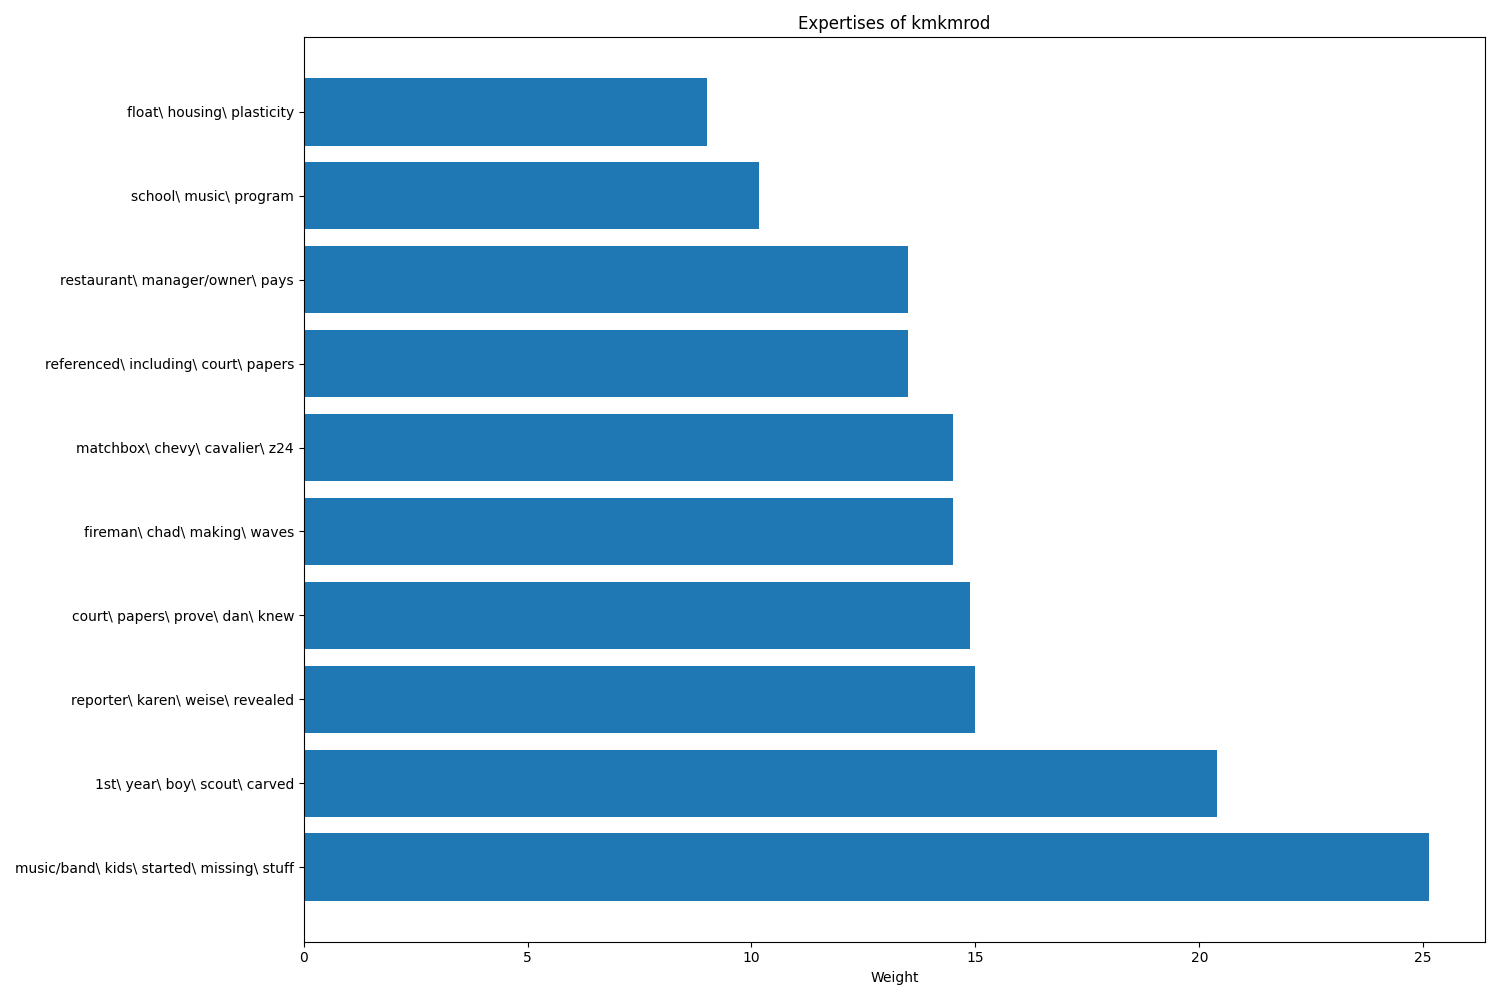 Expertises of kmkmrod
float\ housing\ plasticity
school\ music\ program
restaurant\ manager/owner\ pays
referenced\ including\ court\ papers
matchbox\ chevy\ cavalier\ z24
fireman\ chad\ making\ waves
court\ papers\ prove\ dan\ knew
reporter\ karen\ weise\ revealed
1st\ year\ boy\ scout\ carved
music/band\ kids\ started\ missing\ stuff
0 5 10 15 20 25
Weight